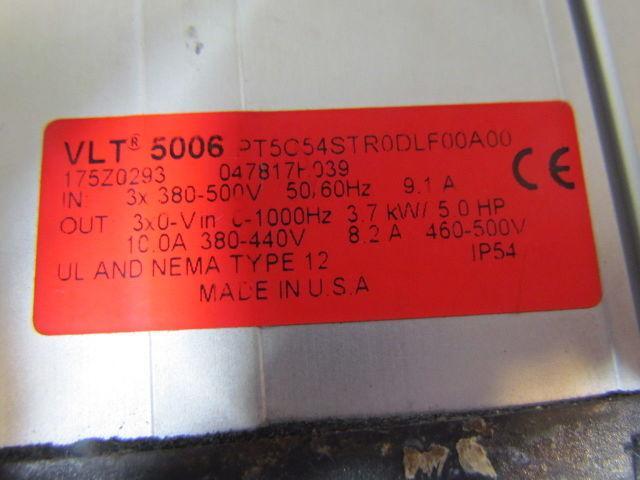 VLT® 5006 PT5C54STR0DLF00A00
175Z0293 047817H039
IN: 3x 380-500V 50/60Hz 9.1 A
OUT: 3x0-Vin 0-1000Hz 3.7 kW/ 5.0 HP
10.0A 380-440V 8.2 A 460-500V
UL AND NEMA TYPE 12 IP54
MADE IN U.S.A
CE